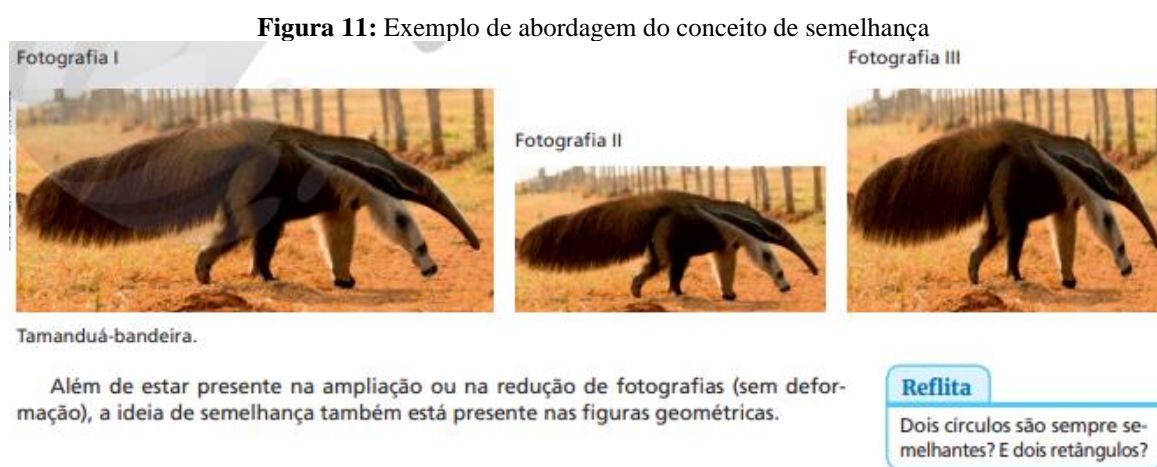 Figura 11: Exemplo de abordagem do conceito de semelhança
Fotografia I
Fotografia II
Fotografia III
Tamanduá-bandeira.
Além de estar presente na ampliação ou na redução de fotografias (sem defor-
mação), a ideia de semelhança também está presente nas figuras geométricas.
Reflita
Dois círculos são sempre se-
melhantes? E dois retângulos?